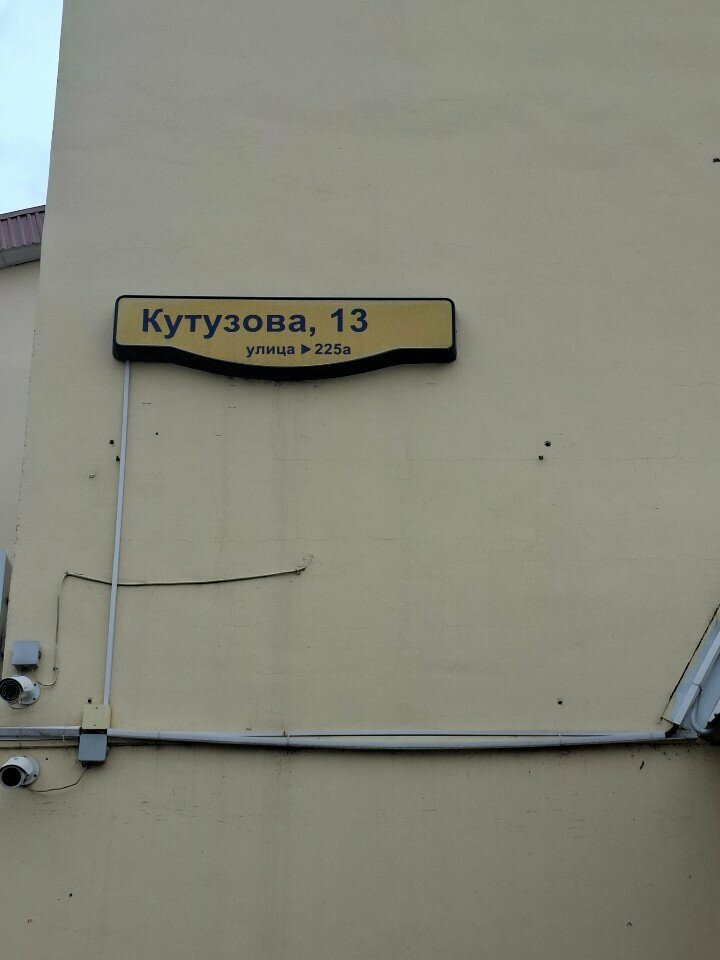 Кутузова, 13
улица ▶ 225а